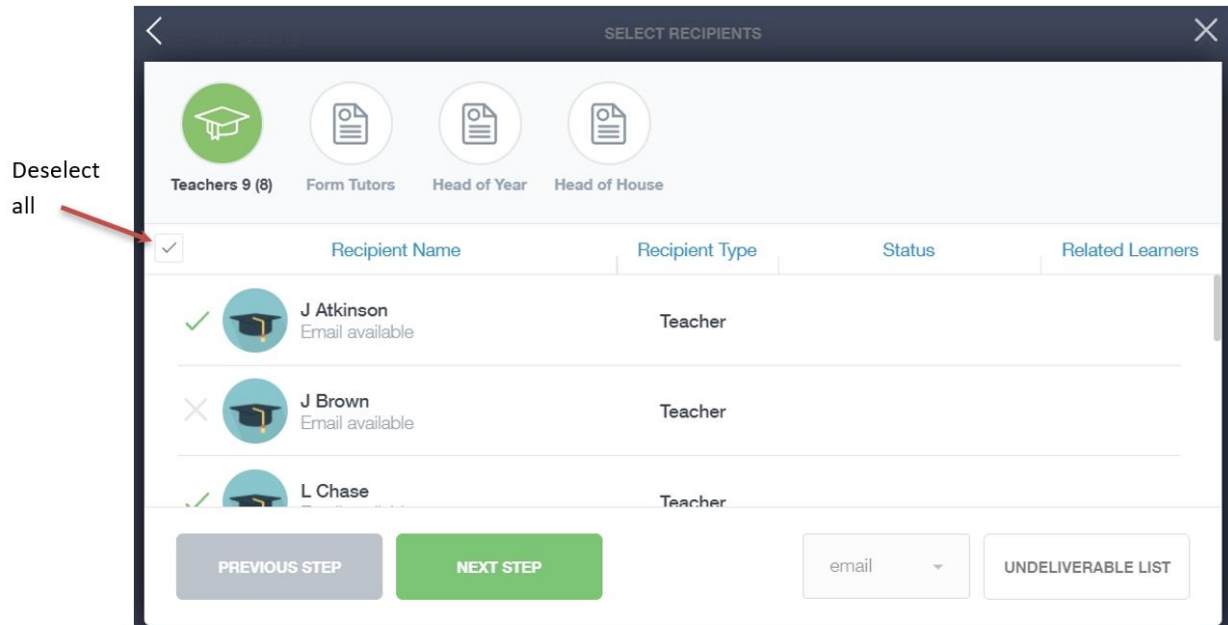 SELECT RECIPIENTS
Teachers 9 (8) Form Tutors Head of Year Head of House
Deselect
all
Recipient Name Recipient Type Status Related Learners
J Atkinson
Email available
Teacher
J Brown
Email available
Teacher
L Chase
Teacher
PREVIOUS STEP NEXT STEP email UNDELIVERABLE LIST